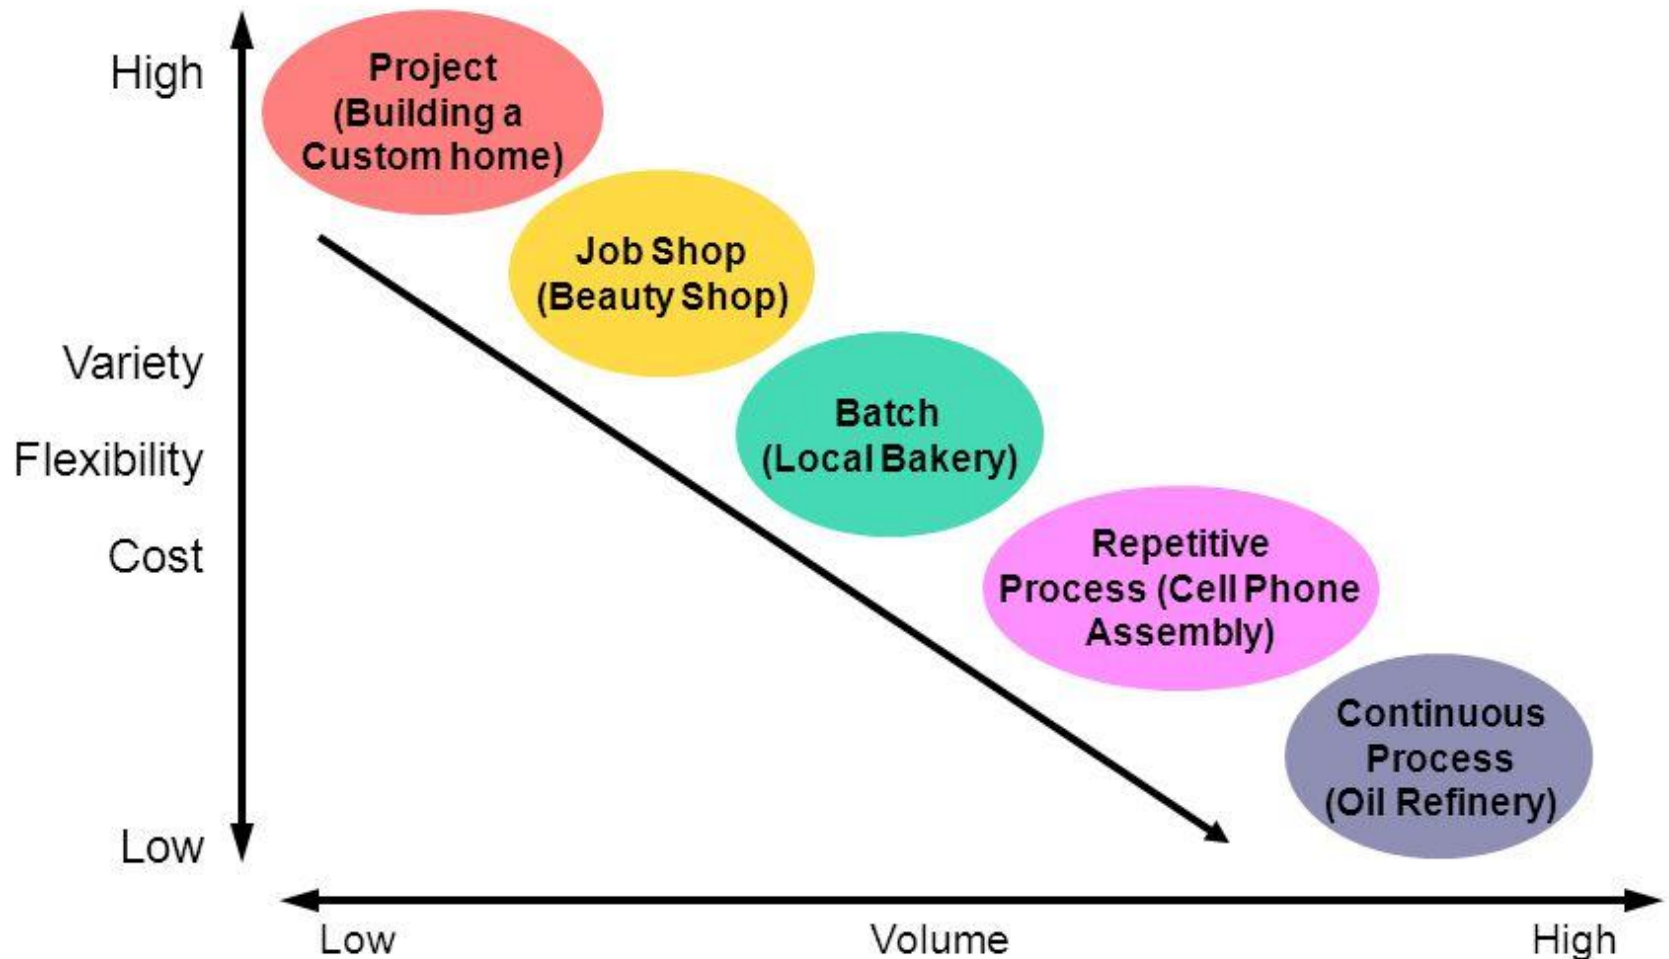 High
Project
(Building a
Custom home)
Job Shop
(Beauty Shop)
Variety
Batch
(Local Bakery)
Flexibility
Cost
Repetitive
Process (Cell Phone
Assembly)
Continuous
Process
(Oil Refinery)
Low
Low
Volume
High